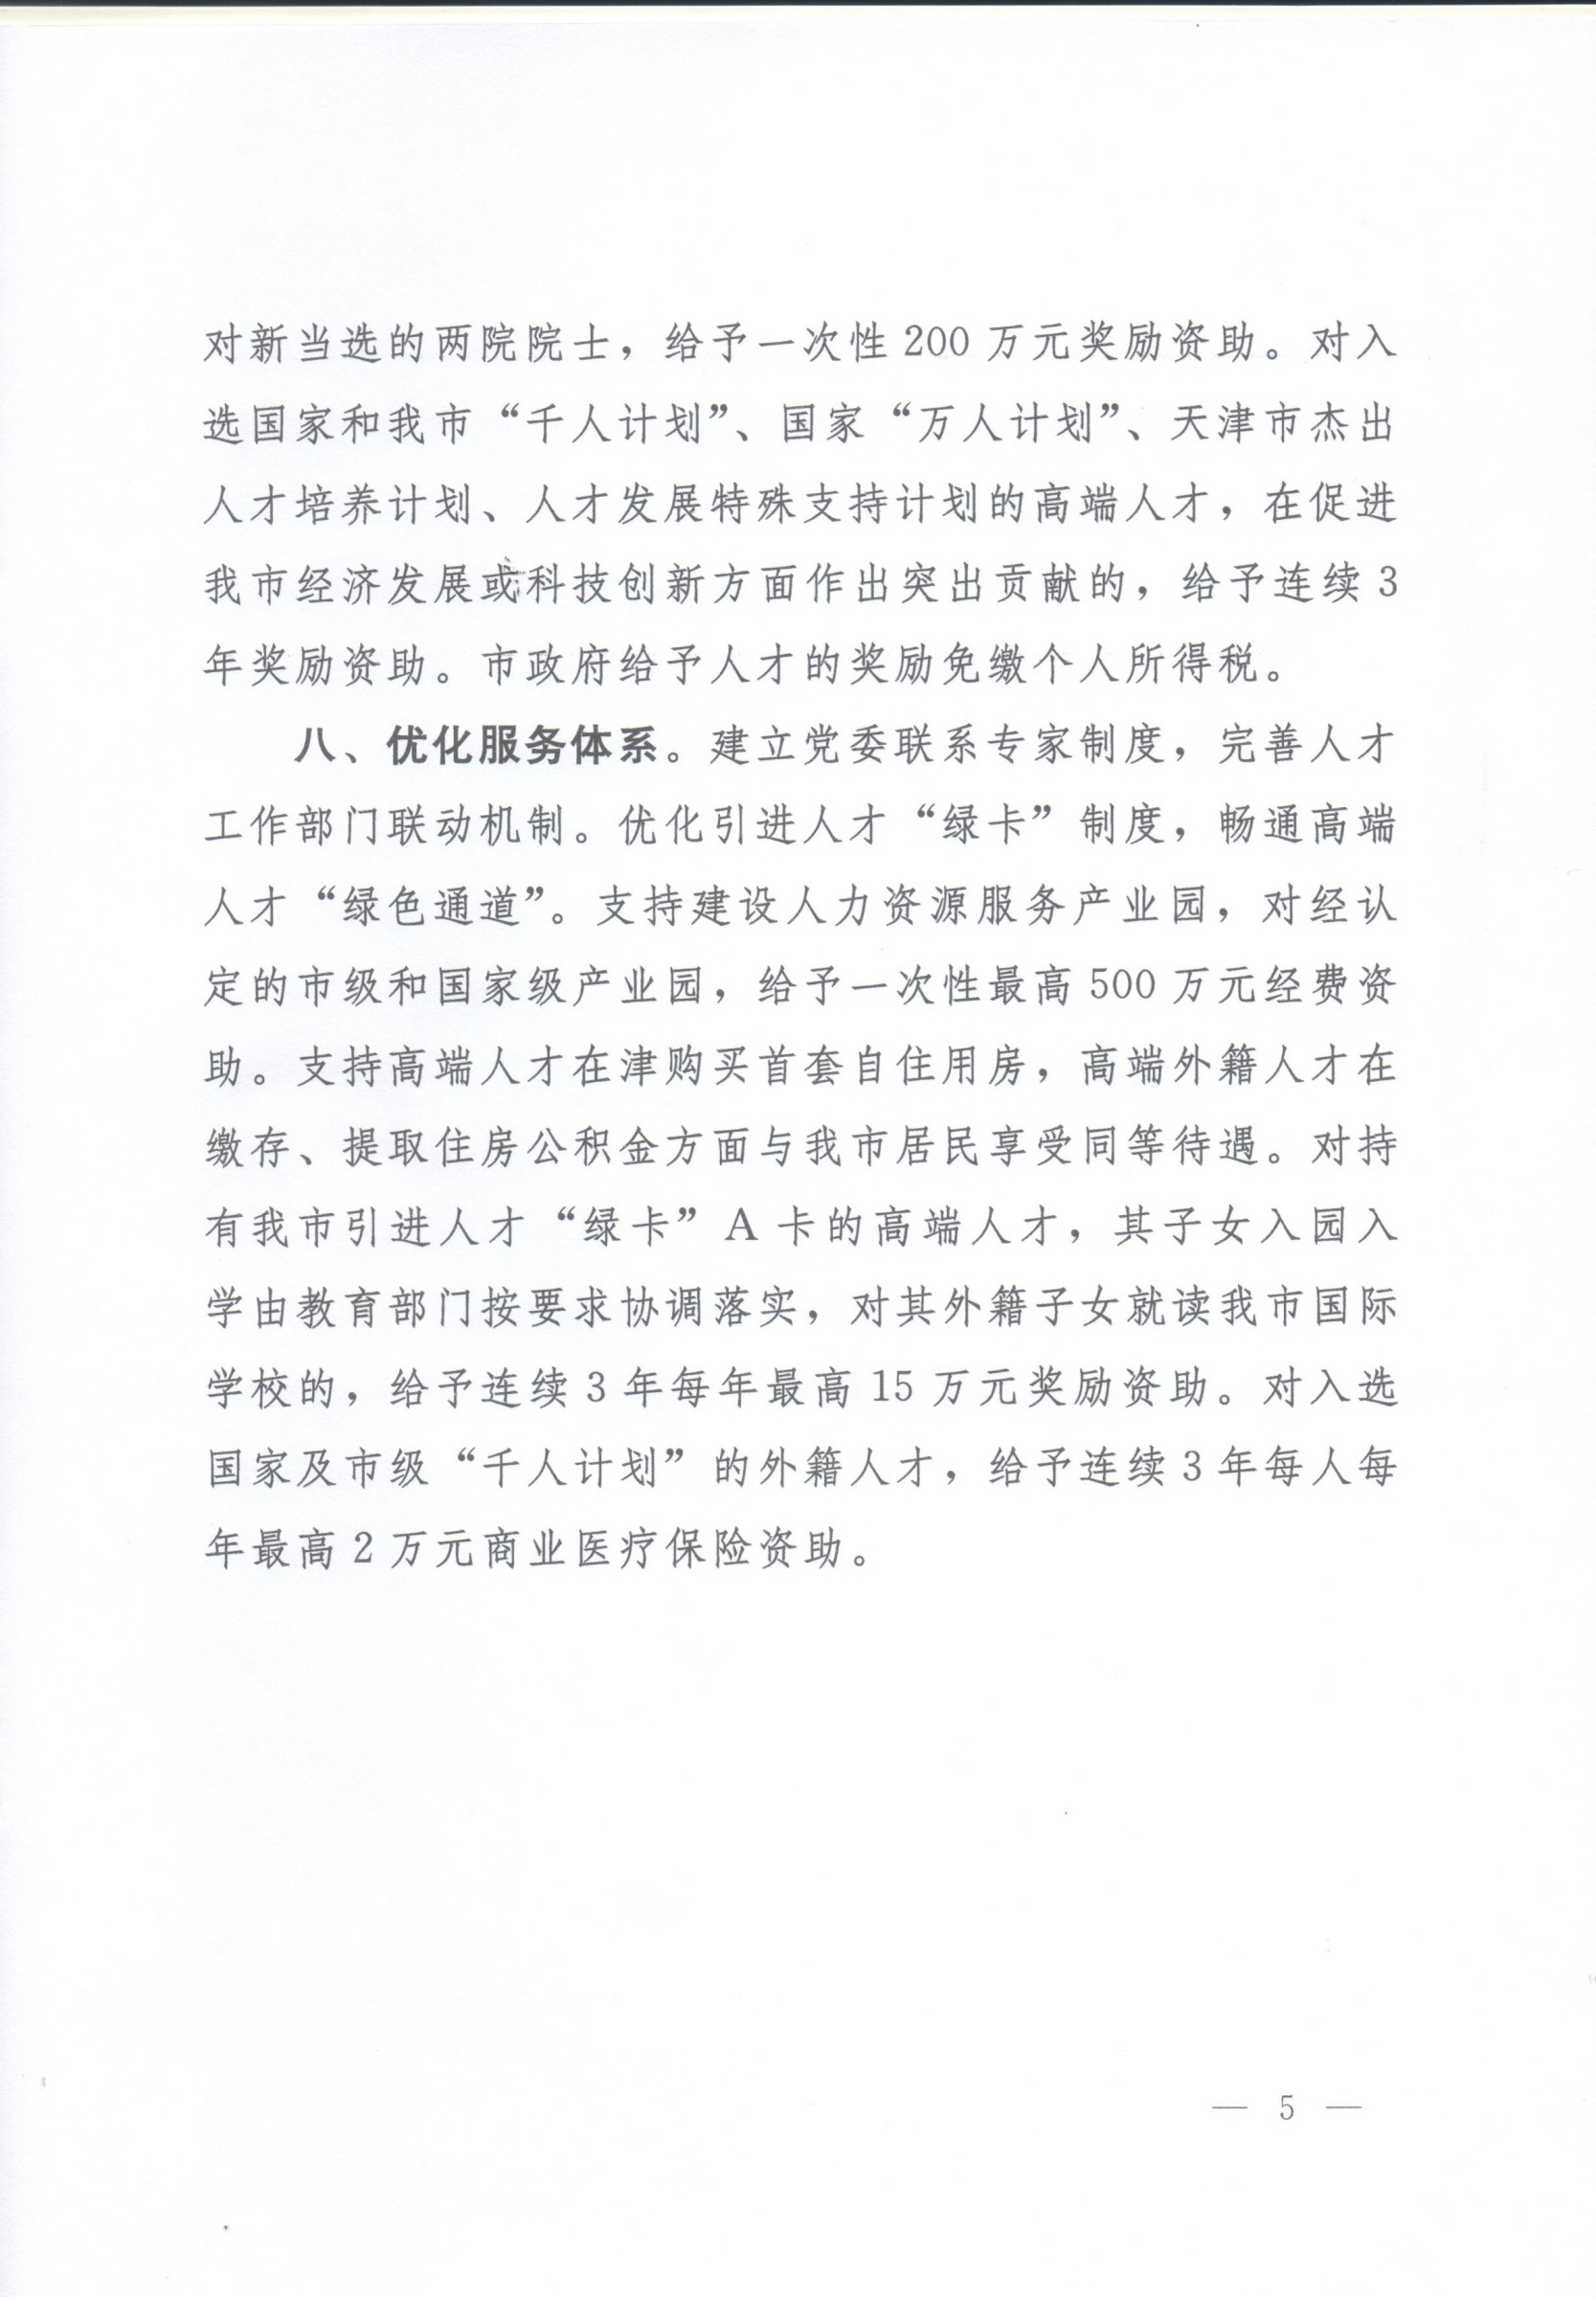 对新当选的两院院士，给予一次性 200 万元奖励资助。对入
选国家和我市“千人计划”、国家“万人计划”、天津市杰出
人才培养计划、人才发展特殊支持计划的高端人才，在促进
我市经济发展或科技创新方面作出突出贡献的，给予连续 3
年奖励资助。市政府给予人才的奖励免缴个人所得税。
八、优化服务体系。建立党委联系专家制度，完善人才
工作部门联动机制。优化引进人才“绿卡”制度，畅通高端
人才“绿色通道”。支持建设人力资源服务产业园，对经认
定的市级和国家级产业园，给予一次性最高 500 万元经费资
助。支持高端人才在津购买首套自住用房，高端外籍人才在
缴存、提取住房公积金方面与我市居民享受同等待遇。对持
有我市引进人才“绿卡”A 卡的高端人才，其子女入园入
学由教育部门按要求协调落实，对其外籍子女就读我市国际
学校的，给予连续 3 年每年最高 15 万元奖励资助。对入选
国家及市级“千人计划”的外籍人才，给予连续 3 年每人每
年最高 2 万元商业医疗保险资助。
— 5 —